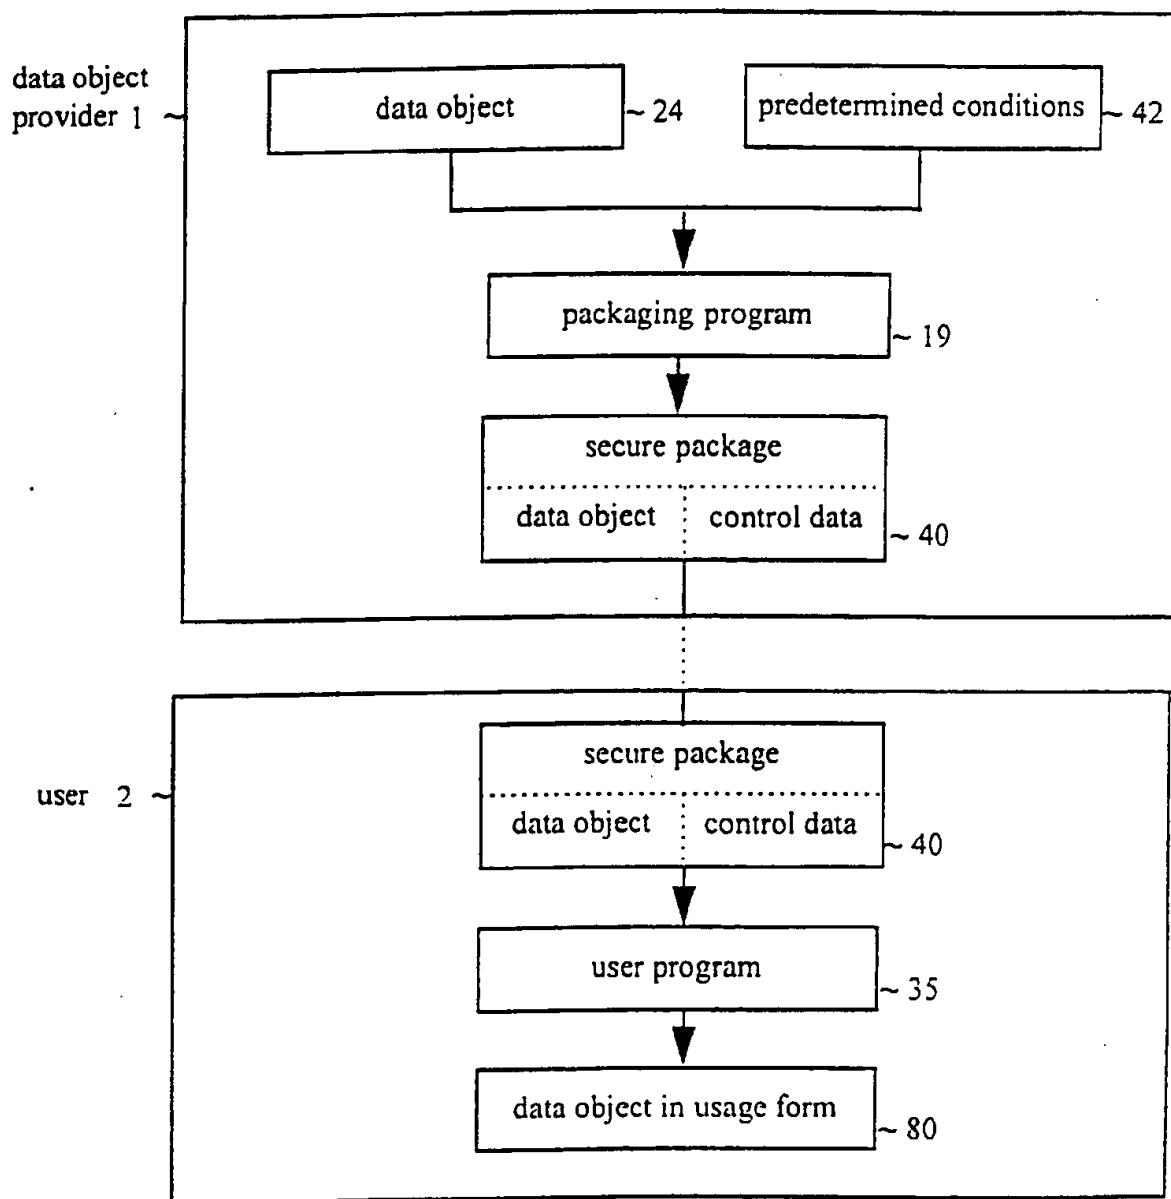 data object
provider 1 ~
data object
~ 24
predetermined conditions
~ 42
packaging program
~ 19
secure package
data object
control data
~ 40
user 2 ~
secure package
data object
control data
~ 40
user program
~ 35
data object in usage form
~ 80